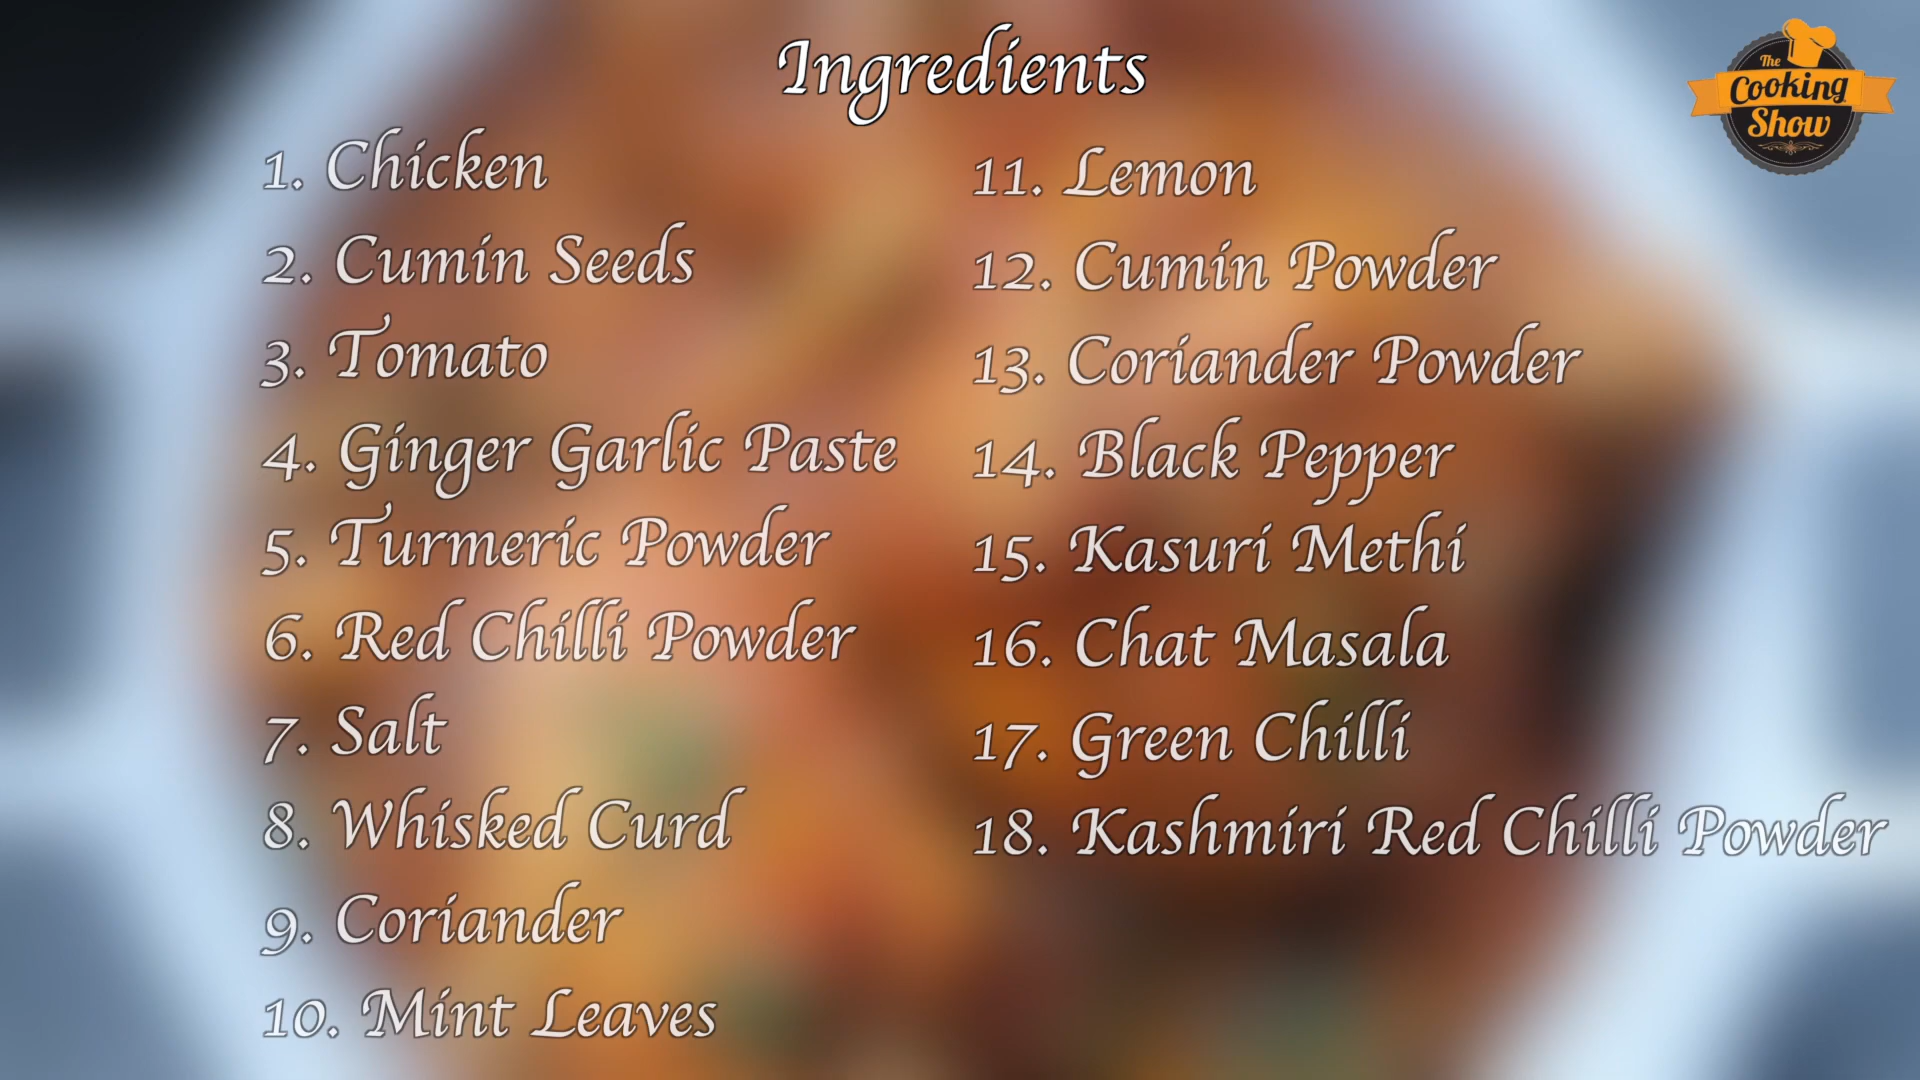 Ingredients
The
Cooking
Show
1. Chicken
2. Cumin Seeds
3. Tomato
4. Ginger Garlic Paste
5. Turmeric Powder
6. Red Chilli Powder
7. Salt
8. Whisked Curd
9. Coriander
10. Mint Leaves
11. Lemon
12. Cumin Powder
13. Coriander Powder
14. Black Pepper
15. Kasuri Methi
16. Chat Masala
17. Green Chilli
18. Kashmiri Red Chilli Powder